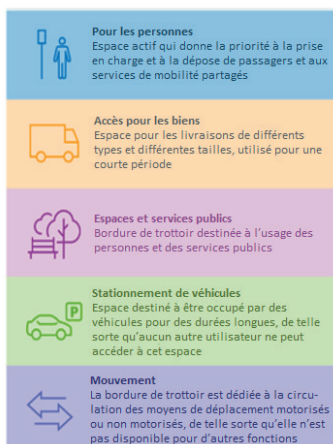 Pour les personnes
Espace actif qui donne la priorité à la prise
en charge et à la dépose de passagers et aux
services de mobilité partagés
Accès pour les biens
Espace pour les livraisons de différents
types et différentes tailles, utilisé pour une
courte période
Espaces et services publics
Bordure de trottoir destinée à l'usage des
personnes et des services publics
P
Stationnement de véhicules
Espace destiné à être occupé par des
véhicules pour des durées longues, de telle
sorte qu'aucun autre utilisateur ne peut
accéder à cet espace
Mouvement
La bordure de trottoir est dédiée à la circu-
lation des moyens de déplacement motorisés
ou non motorisés, de telle sorte qu'elle n'est
pas disponible pour d'autres fonctions